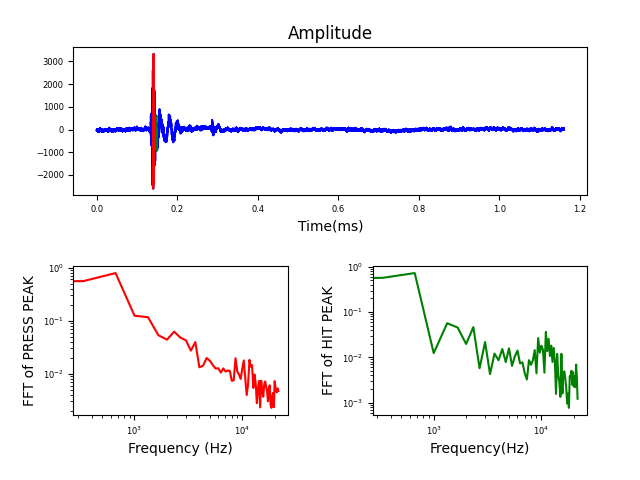 Amplitude
3000
2000
1000
0
−1000
−2000
0.0 0.2 0.4 0.6 0.8 1.0 1.2
Time(ms)
FFT of PRESS PEAK
10⁰
10⁻¹
10⁻²
10³ 10⁴
Frequency (Hz)
FFT of HIT PEAK
10⁰
10⁻¹
10⁻²
10⁻³
10³ 10⁴
Frequency(Hz)